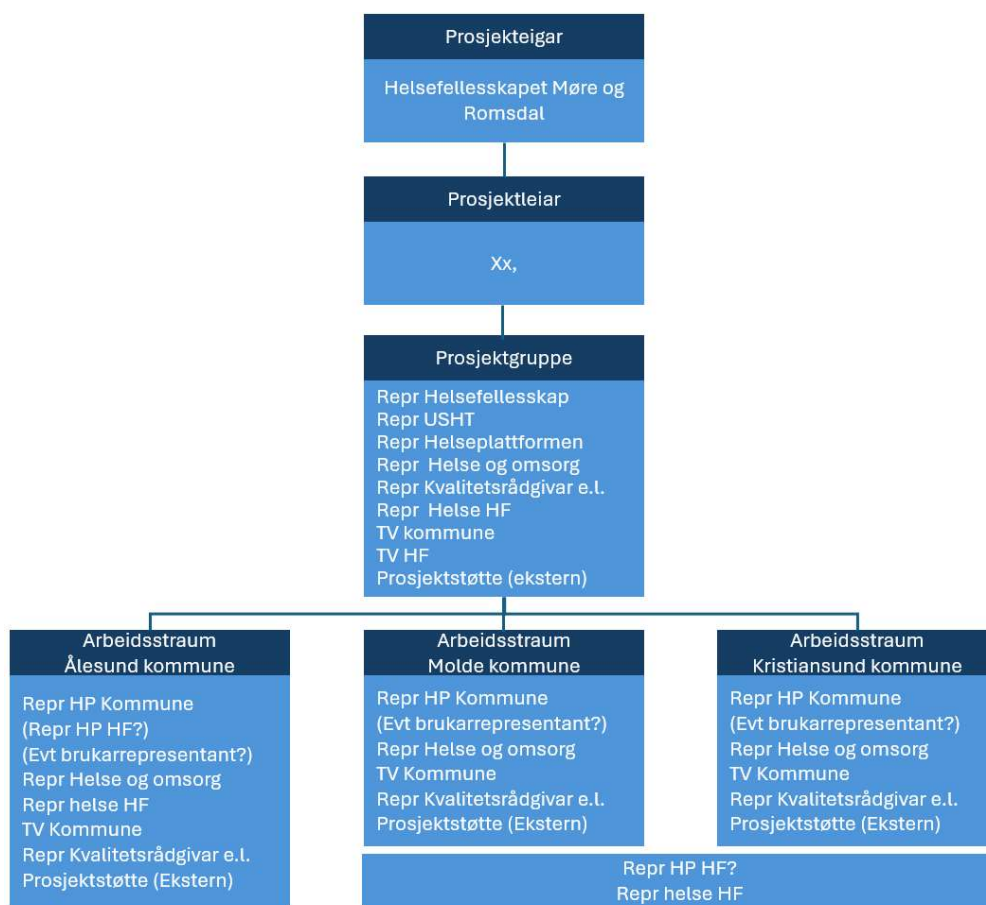 Prosjekteigar
Helsefellesskapet Møre og
Romsdal
Prosjektleiar
Xx,
Prosjektgruppe
Repr Helsefellesskap
Repr USHT
Repr Helseplattformen
Repr  Helse og omsorg
Repr Kvalitetsrådgivar e.l.
Repr  Helse HF
TV kommune
TV HF
Prosjektstøtte (ekstern)
Arbeidsstraum
Ålesund kommune
Repr HP Kommune
(Repr HP HF?)
(Evt brukarrepresentant?)
Repr Helse og omsorg
Repr helse HF
TV Kommune
Repr Kvalitetsrådgivar e.l.
Prosjektstøtte (Ekstern)
Arbeidsstraum
Molde kommune
Repr HP Kommune
(Evt brukarrepresentant?)
Repr Helse og omsorg
TV Kommune
Repr Kvalitetsrådgivar e.l.
Prosjektstøtte (Ekstern)
Arbeidsstraum
Kristiansund kommune
Repr HP Kommune
(Evt brukarrepresentant?)
Repr Helse og omsorg
TV Kommune
Repr Kvalitetsrådgivar e.l.
Prosjektstøtte (Ekstern)
Repr HP HF?
Repr helse HF